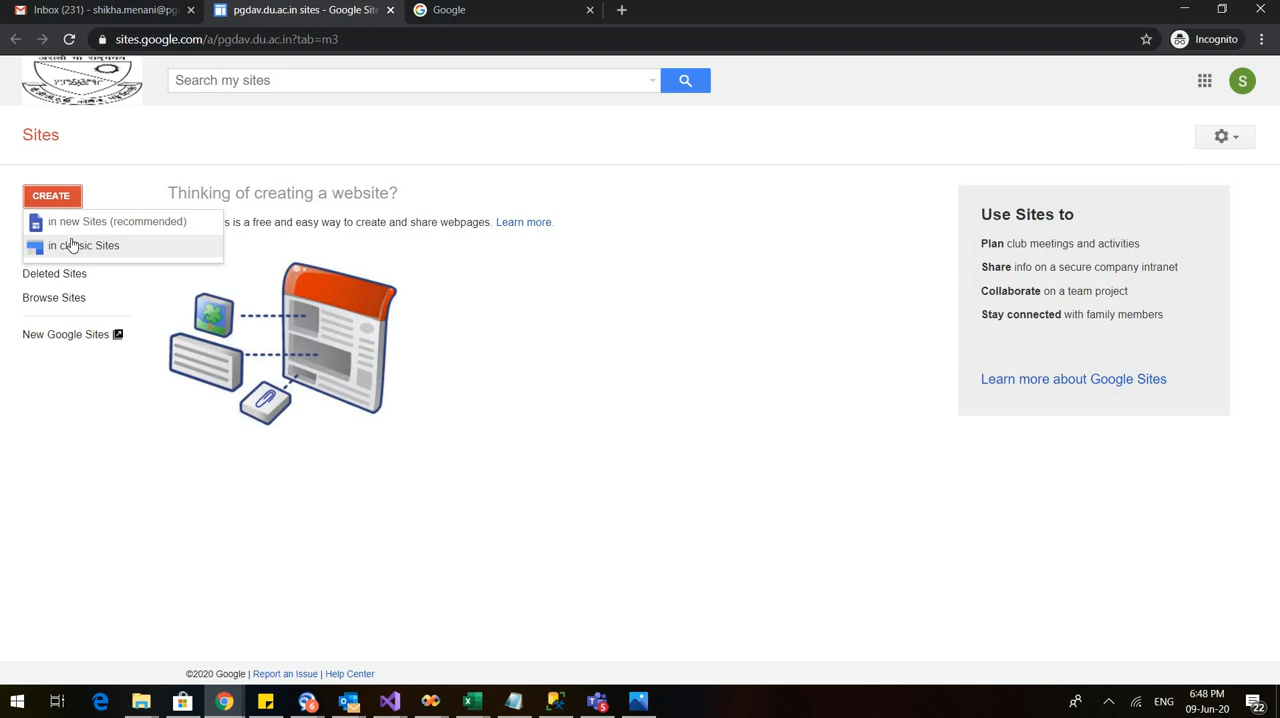 Inbox (231) - shikha.menani@pg
pgdav.du.ac.in sites - Google Site
Google
sites.google.com/a/pgdav.du.ac.in?tab=m3
Incognito
Search my sites
S
Sites
CREATE
Thinking of creating a website?
in new Sites (recommended)
s is a free and easy way to create and share webpages. Learn more.
in classic Sites
Deleted Sites
Browse Sites
New Google Sites
Use Sites to
Plan club meetings and activities
Share info on a secure company intranet
Collaborate on a team project
Stay connected with family members
Learn more about Google Sites
©2020 Google | Report an Issue | Help Center
ENG
6:48 PM
09-Jun-20
22